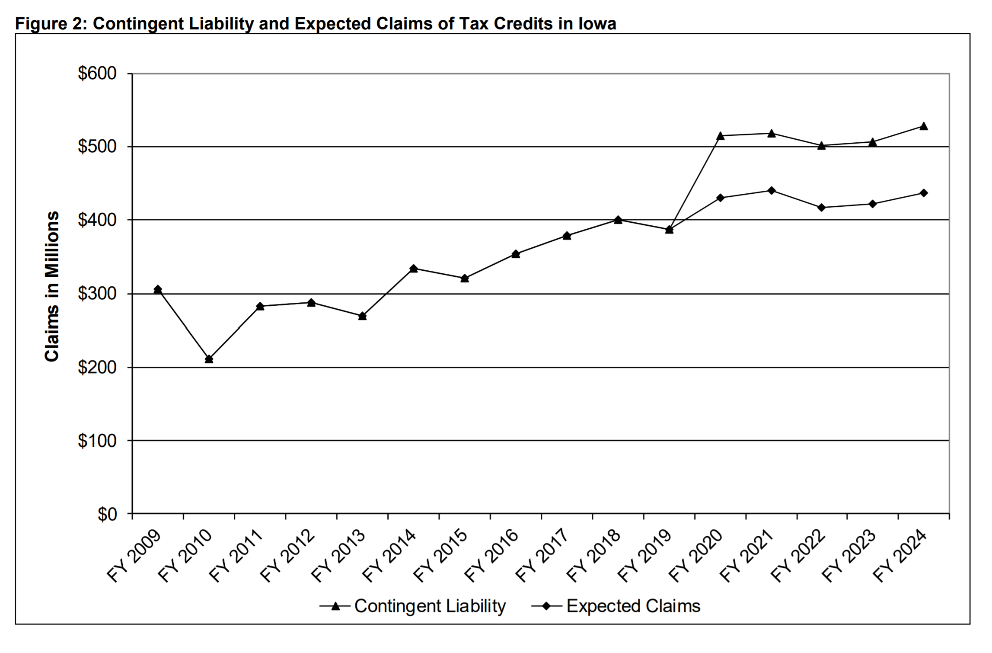 Figure 2: Contingent Liability and Expected Claims of Tax Credits in Iowa
$600
$500
$400
$300
$200
$100
$0
Claims in Millions
FY 2009
FY 2010
FY 2011
FY 2012
FY 2013
FY 2014
FY 2015
FY 2016
FY 2017
FY 2018
FY 2019
FY 2020
FY 2021
FY 2022
FY 2023
FY 2024
Contingent Liability
Expected Claims